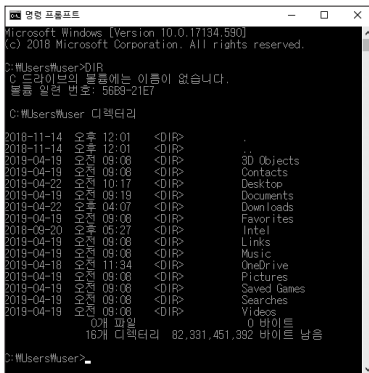 명령 프롬프트
Microsoft Windows [Version 10.0.17134.590]
(c) 2018 Microsoft Corporation. All rights reserved.
C:₩Users₩user>DIR
C 드라이브의 볼륨에는 이름이 없습니다.
볼륨 일련 번호: 56B9-21E7
C:₩Users₩user 디렉터리
2018-11-14 오후 12:01 <DIR> .
2018-11-14 오후 12:01 <DIR> ..
2019-04-19 오전 09:08 <DIR> 3D Objects
2019-04-19 오전 09:08 <DIR> Contacts
2019-04-22 오전 10:17 <DIR> Desktop
2019-04-19 오전 09:19 <DIR> Documents
2019-04-22 오후 04:07 <DIR> Downloads
2019-04-19 오전 09:08 <DIR> Favorites
2018-09-20 오후 05:27 <DIR> Intel
2019-04-19 오전 09:08 <DIR> Links
2019-04-19 오전 09:08 <DIR> Music
2019-04-18 오전 11:34 <DIR> OneDrive
2019-04-19 오전 09:08 <DIR> Pictures
2019-04-19 오전 09:08 <DIR> Saved Games
2019-04-19 오전 09:08 <DIR> Searches
2019-04-19 오전 09:08 <DIR> Videos
0개 파일 0 바이트
16개 디렉터리 82,331,451,392 바이트 남음
C:₩Users₩user>